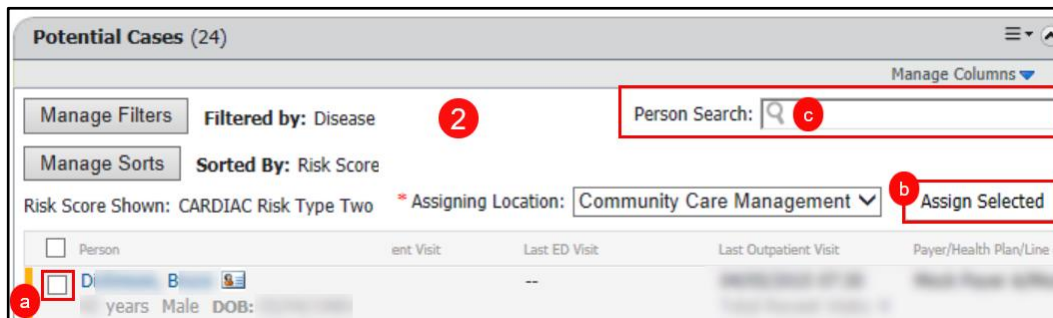 Potential Cases (24)
Manage Columns
Manage Filters Filtered by: Disease 2 Person Search: c
Manage Sorts Sorted By: Risk Score
b
Risk Score Shown: CARDIAC Risk Type Two * Assigning Location: Community Care Management Assign Selected
Person ent Visit Last ED Visit Last Outpatient Visit Payer/Health Plan/Line
a Di B --
years Male DOB: